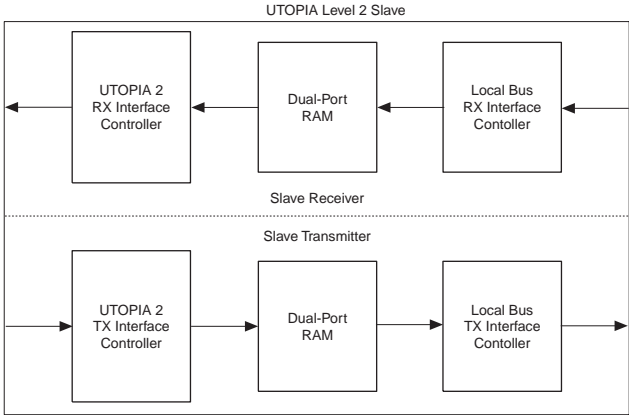 UTOPIA Level 2 Slave
UTOPIA 2
RX Interface
Controller
Dual-Port
RAM
Local Bus
RX Interface
Contoller
Slave Receiver
Slave Transmitter
UTOPIA 2
TX Interface
Controller
Dual-Port
RAM
Local Bus
TX Interface
Contoller